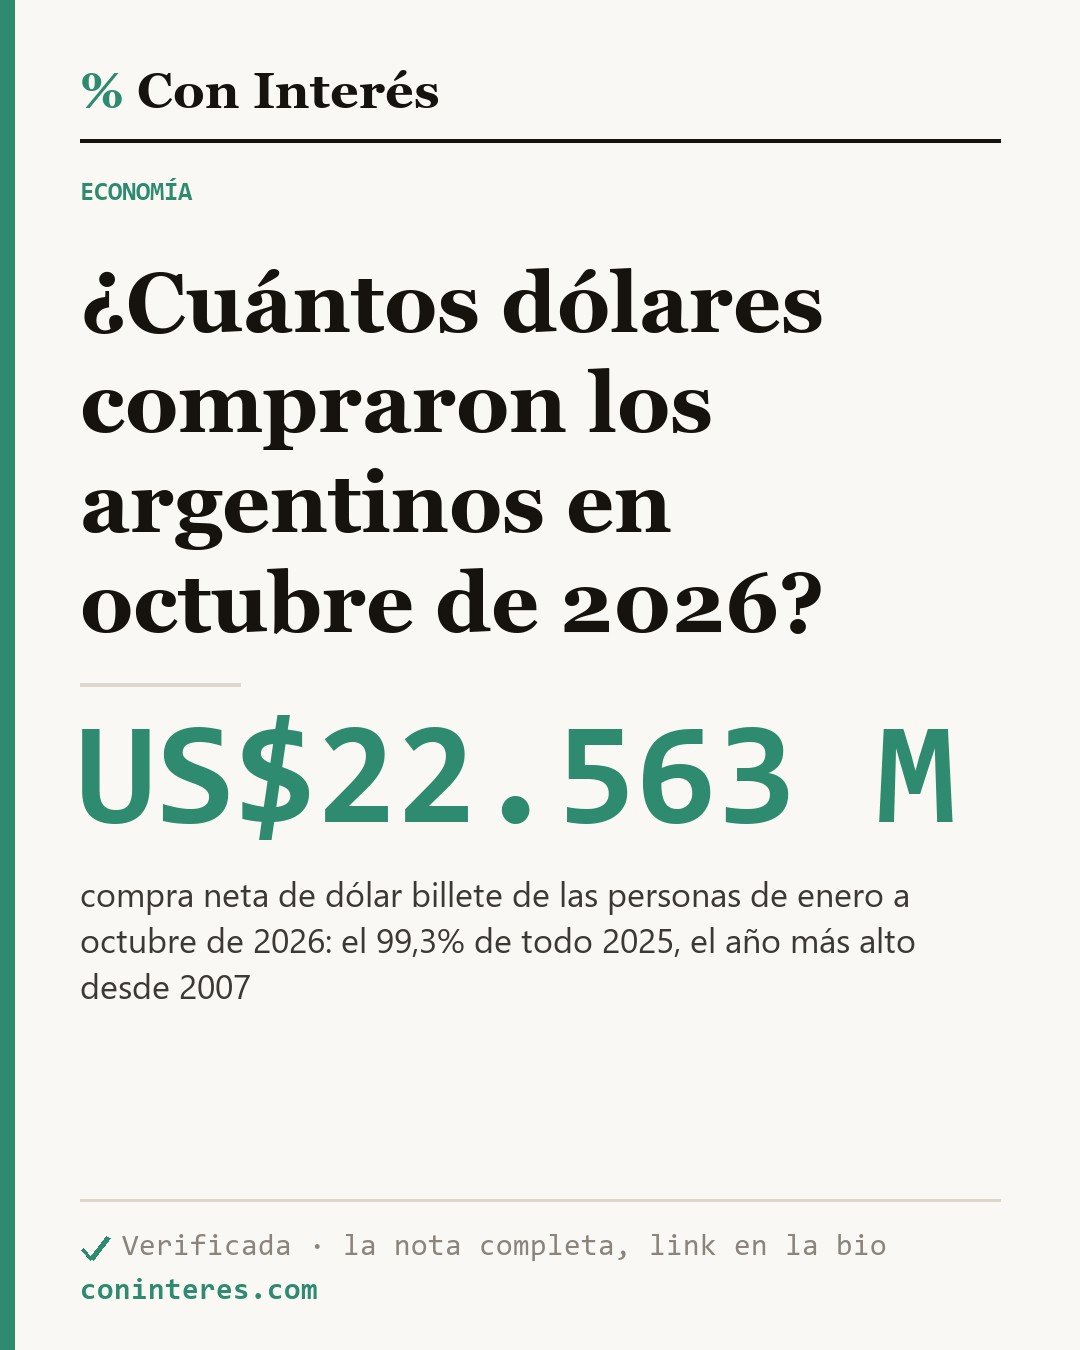 % Con Interés
ECONOMÍA
¿Cuántos dólares
compraron los
argentinos en
octubre de 2026?
US$22.563 M
compra neta de dólar billete de las personas de enero a
octubre de 2026: el 99,3% de todo 2025, el año más alto
desde 2007
✓ Verificada · la nota completa, link en la bio
coninteres.com